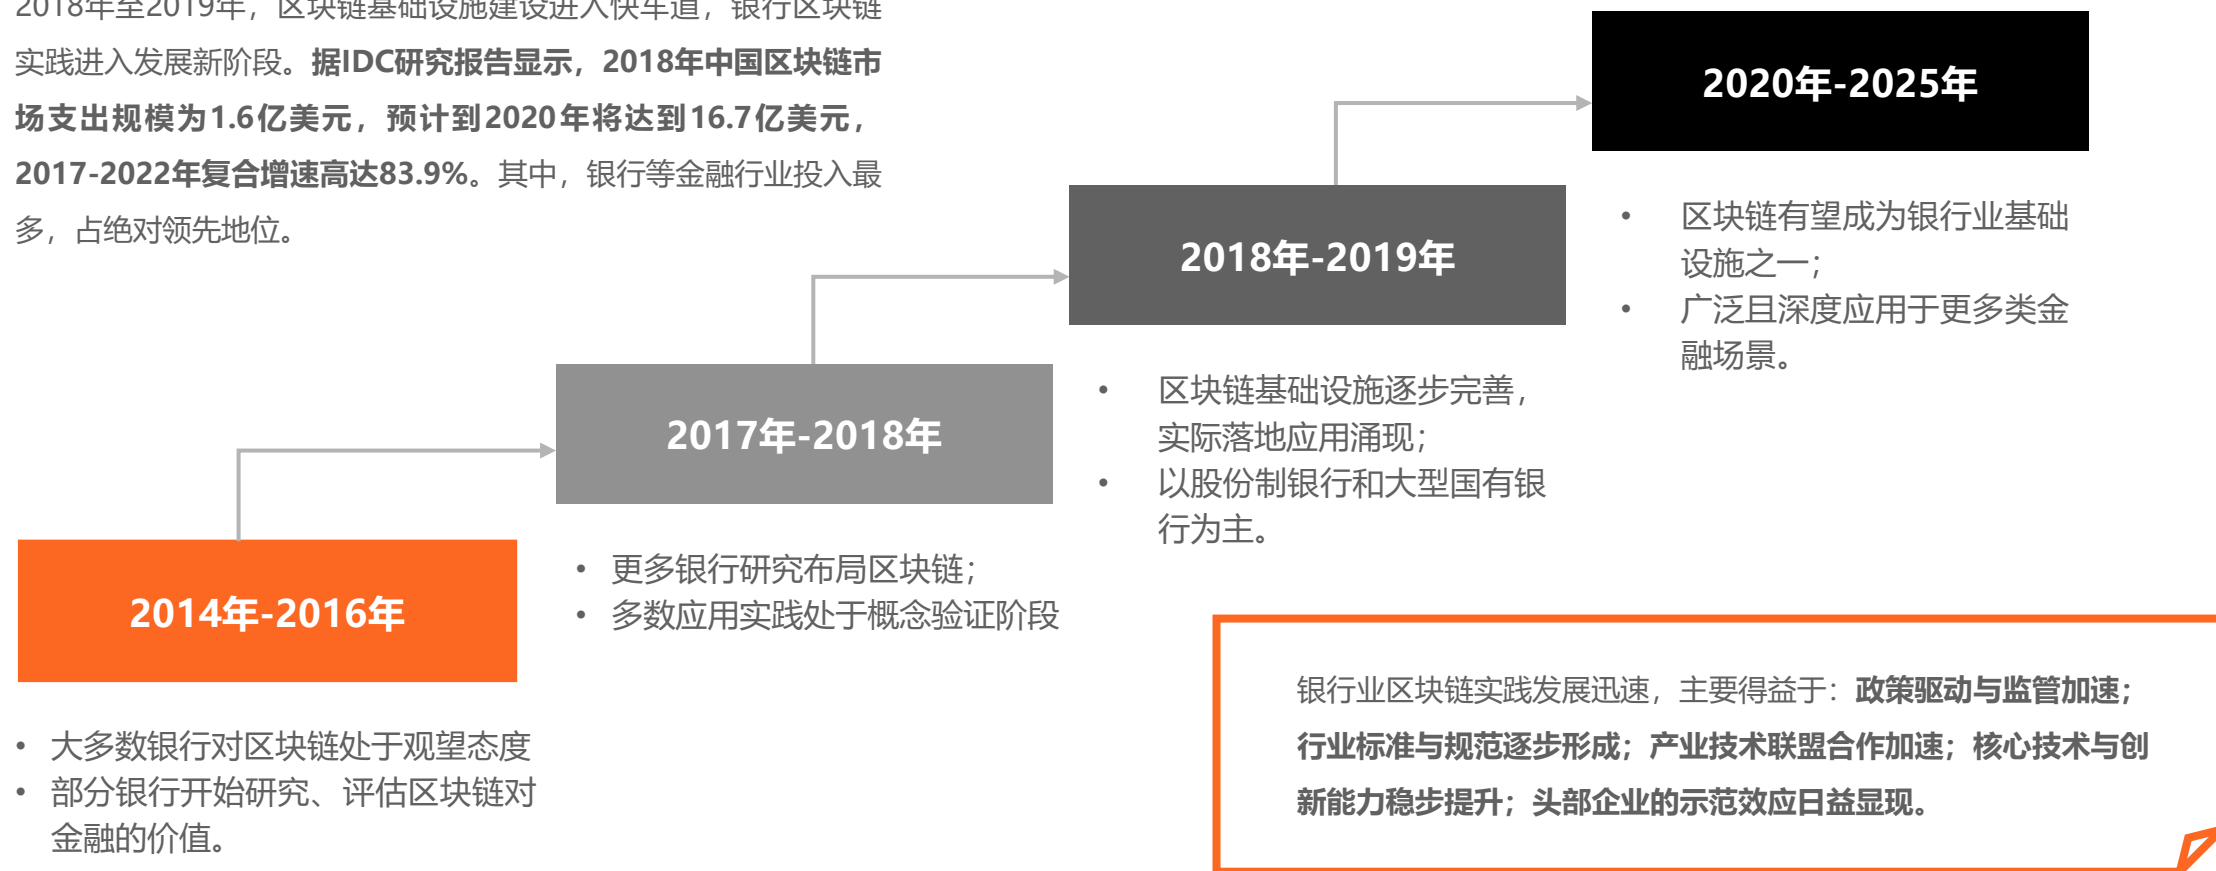 2018年至2019年，区块链基础设施建设进入快车道，银行区块链
实践进入发展新阶段。据IDC研究报告显示，2018年中国区块链市
场支出规模为1.6亿美元，预计到2020年将达到16.7亿美元，
2017-2022年复合增速高达83.9%。其中，银行等金融行业投入最
多，占绝对领先地位。
2014年-2016年
• 大多数银行对区块链处于观望态度
• 部分银行开始研究、评估区块链对
金融的价值。
2017年-2018年
• 更多银行研究布局区块链；
• 多数应用实践处于概念验证阶段
2018年-2019年
• 区块链基础设施逐步完善，
实际落地应用涌现；
• 以股份制银行和大型国有银
行为主。
2020年-2025年
• 区块链有望成为银行业基础
设施之一；
• 广泛且深度应用于更多类金
融场景。
银行业区块链实践发展迅速，主要得益于：政策驱动与监管加速；
行业标准与规范逐步形成；产业技术联盟合作加速；核心技术与创
新能力稳步提升；头部企业的示范效应日益显现。